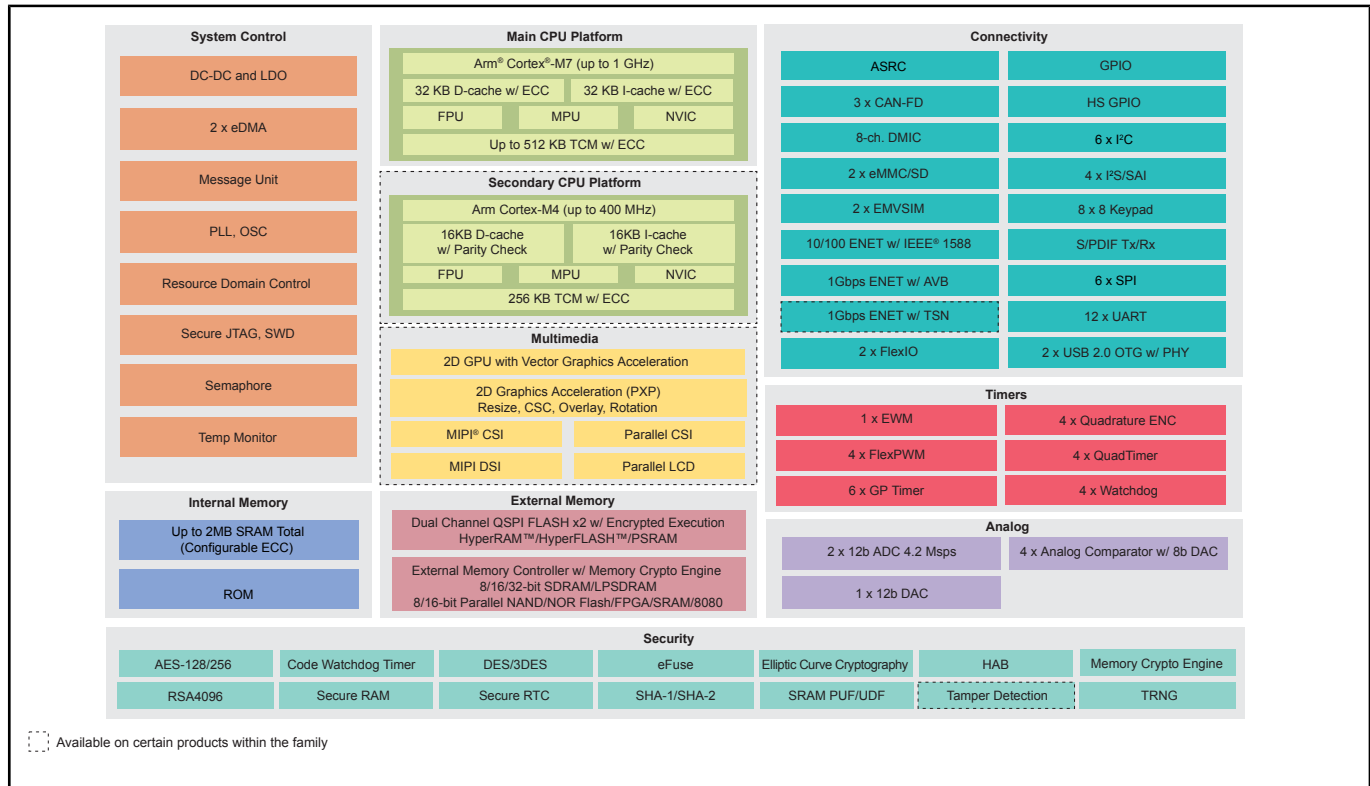 System Control
DC-DC and LDO
2 x eDMA
Message Unit
PLL, OSC
Resource Domain Control
Secure JTAG, SWD
Semaphore
Temp Monitor
Main CPU Platform
Arm® Cortex®-M7 (up to 1 GHz)
32 KB D-cache w/ ECC
32 KB I-cache w/ ECC
FPU
MPU
NVIC
Up to 512 KB TCM w/ ECC
Secondary CPU Platform
Arm Cortex-M4 (up to 400 MHz)
16KB D-cache
w/ Parity Check
16KB I-cache
w/ Parity Check
FPU
MPU
NVIC
256 KB TCM w/ ECC
Multimedia
2D GPU with Vector Graphics Acceleration
2D Graphics Acceleration (PXP)
Resize, CSC, Overlay, Rotation
MIPI® CSI
Parallel CSI
MIPI DSI
Parallel LCD
Connectivity
ASRC
GPIO
3 x CAN-FD
HS GPIO
8-ch. DMIC
6 x I²C
2 x eMMC/SD
4 x I²S/SAI
2 x EMVSIM
8 x 8 Keypad
10/100 ENET w/ IEEE® 1588
S/PDIF Tx/Rx
1Gbps ENET w/ AVB
6 x SPI
1Gbps ENET w/ TSN
12 x UART
2 x FlexIO
2 x USB 2.0 OTG w/ PHY
Timers
1 x EWM
4 x Quadrature ENC
4 x FlexPWM
4 x QuadTimer
6 x GP Timer
4 x Watchdog
Internal Memory
Up to 2MB SRAM Total
(Configurable ECC)
ROM
External Memory
Dual Channel QSPI FLASH x2 w/ Encrypted Execution
HyperRAM™/HyperFLASH™/PSRAM
External Memory Controller w/ Memory Crypto Engine
8/16/32-bit SDRAM/LPSDRAM
8/16-bit Parallel NAND/NOR Flash/FPGA/SRAM/8080
Analog
2 x 12b ADC 4.2 Msps
4 x Analog Comparator w/ 8b DAC
1 x 12b DAC
Security
AES-128/256
Code Watchdog Timer
DES/3DES
eFuse
Elliptic Curve Cryptography
HAB
Memory Crypto Engine
RSA4096
Secure RAM
Secure RTC
SHA-1/SHA-2
SRAM PUF/UDF
Tamper Detection
TRNG
Available on certain products within the family